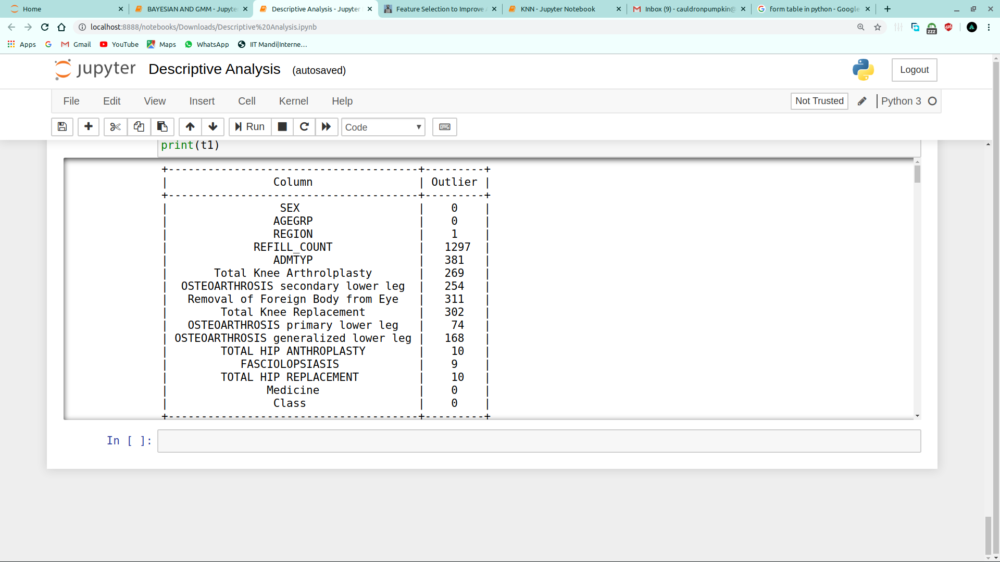 Home
BAYESIAN AND GMM - Jupyte
Descriptive Analysis - Jupyter
Feature Selection to Improve
KNN - Jupyter Notebook
Inbox (9) - cauldronpumpkin@
form table in python - Google
localhost:8888/notebooks/Downloads/Descriptive%20Analysis.ipynb
Apps Gmail YouTube Maps WhatsApp IIT Mandi|Interne...
jupyter Descriptive Analysis (autosaved)
Logout
File Edit View Insert Cell Kernel Help
Not Trusted
Python 3
Run
Code
print(t1)
+--------------------------------------+---------+
| Column | Outlier |
+--------------------------------------+---------+
| SEX | 0 |
| AGEGRP | 0 |
| REGION | 1 |
| REFILL_COUNT | 1297 |
| ADMTYP | 381 |
| Total Knee Arthrolplasty | 269 |
| OSTEOARTHROSIS secondary lower leg | 254 |
| Removal of Foreign Body from Eye | 311 |
| Total Knee Replacement | 302 |
| OSTEOARTHROSIS primary lower leg | 74 |
| OSTEOARTHROSIS generalized lower leg | 168 |
| TOTAL HIP ANTHROPLASTY | 10 |
| FASCIOLOPSIASIS | 9 |
| TOTAL HIP REPLACEMENT | 10 |
| Medicine | 0 |
| Class | 0 |
+--------------------------------------+---------+
In [ ]: